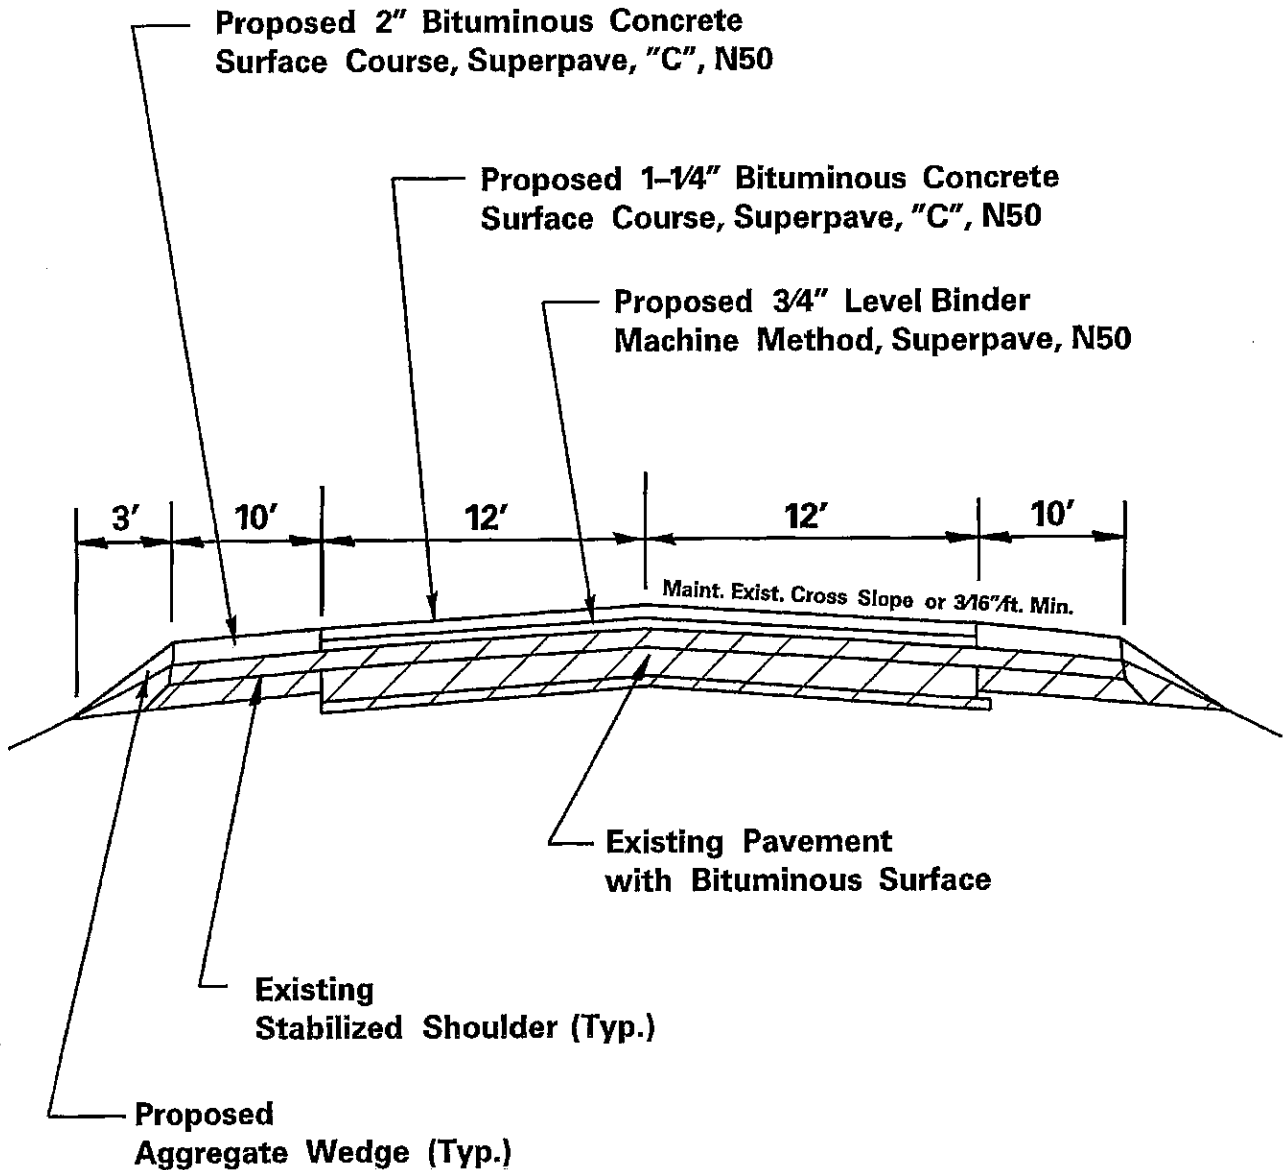 Proposed 2" Bituminous Concrete
Surface Course, Superpave, "C", N50
Proposed 1-1/4" Bituminous Concrete
Surface Course, Superpave, "C", N50
Proposed 3/4" Level Binder
Machine Method, Superpave, N50
3' 10' 12' 12' 10'
Maint. Exist. Cross Slope or 3/16"/ft. Min.
Existing Pavement
with Bituminous Surface
Existing
Stabilized Shoulder (Typ.)
Proposed
Aggregate Wedge (Typ.)